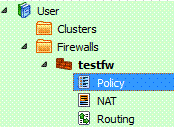 User
Clusters
Firewalls
testfw
Policy
NAT
Routing